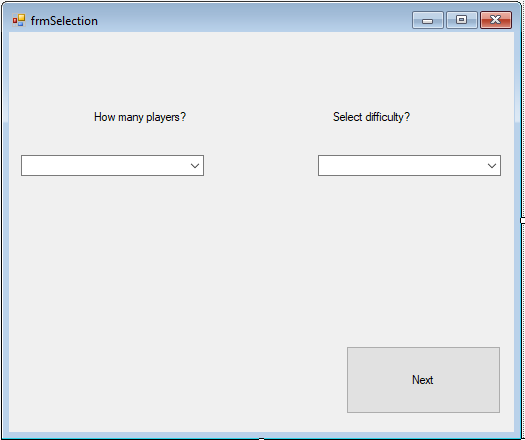 frmSelection
How many players?
Select difficulty?
Next